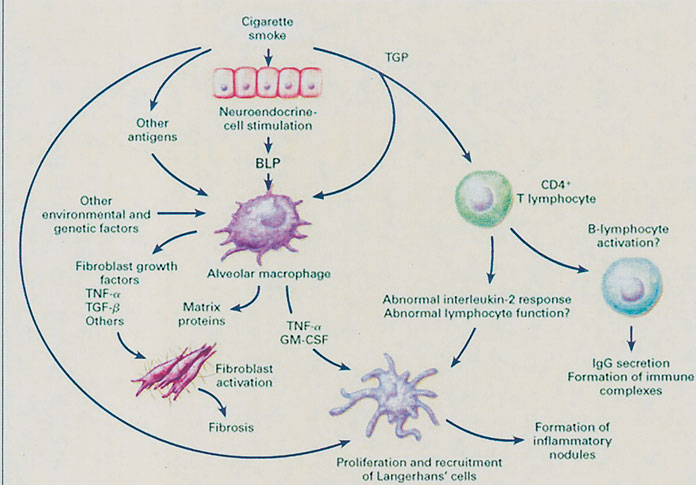 Cigarette
smoke
TGP
Neuroendocrine-
cell stimulation
Other
antigens
BLP
CD4⁺
T lymphocyte
Other
environmental and
genetic factors
B-lymphocyte
activation?
Alveolar macrophage
Fibroblast growth
factors
TNF-α
TGF-β
Others
Matrix
proteins
TNF-α
GM-CSF
Abnormal interleukin-2 response
Abnormal lymphocyte function?
Fibroblast
activation
IgG secretion
Formation of immune
complexes
Fibrosis
Formation of
inflammatory
nodules
Proliferation and recruitment
of Langerhans' cells